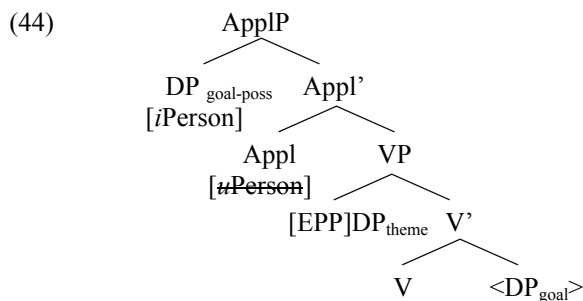 (44) ApplP
DP goal-poss Appl’
[iPerson]
Appl VP
[uPerson]
[EPP]DPtheme V’
V <DPgoal>